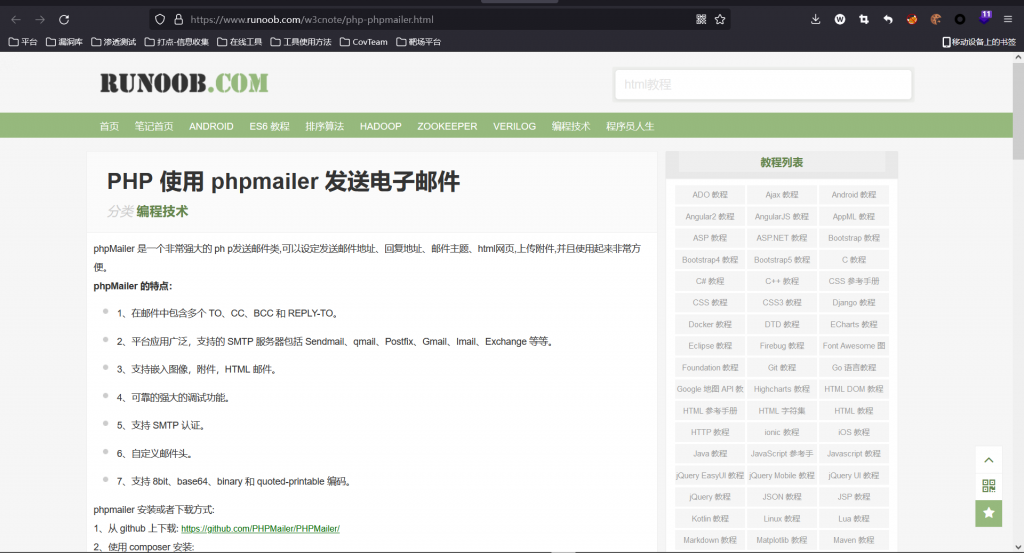 https://www.runoob.com/w3cnote/php-phpmailer.html
11
平台 漏洞库 渗透测试 打点-信息收集 在线工具 工具使用方法 CovTeam 靶场平台 移动设备上的书签
RUNOOB.COM
html教程
首页 笔记首页 ANDROID ES6 教程 排序算法 HADOOP ZOOKEEPER VERILOG 编程技术 程序员人生
PHP 使用 phpmailer 发送电子邮件
分类 编程技术
phpMailer 是一个非常强大的 ph p发送邮件类,可以设定发送邮件地址、回复地址、邮件主题、html网页,上传附件,并且使用起来非常方
便。
phpMailer 的特点：
1、在邮件中包含多个 TO、CC、BCC 和 REPLY-TO。
2、平台应用广泛，支持的 SMTP 服务器包括 Sendmail、qmail、Postfix、Gmail、Imail、Exchange 等等。
3、支持嵌入图像，附件，HTML 邮件。
4、可靠的强大的调试功能。
5、支持 SMTP 认证。
6、自定义邮件头。
7、支持 8bit、base64、binary 和 quoted-printable 编码。
phpmailer 安装或者下载方式:
1、从 github 上下载: https://github.com/PHPMailer/PHPMailer/
2、使用 composer 安装:
教程列表
ADO 教程 Ajax 教程 Android 教程
Angular2 教程 AngularJS 教程 AppML 教程
ASP 教程 ASP.NET 教程 Bootstrap 教程
Bootstrap4 教程 Bootstrap5 教程 C 教程
C# 教程 C++ 教程 CSS 参考手册
CSS 教程 CSS3 教程 Django 教程
Docker 教程 DTD 教程 ECharts 教程
Eclipse 教程 Firebug 教程 Font Awesome 图
Foundation 教程 Git 教程 Go 语言教程
Google 地图 API 教 Highcharts 教程 HTML DOM 教程
HTML 参考手册 HTML 字符集 HTML 教程
HTTP 教程 ionic 教程 iOS 教程
Java 教程 JavaScript 参考手 Javascript 教程
jQuery EasyUI 教程 jQuery Mobile 教程 jQuery UI 教程
jQuery 教程 JSON 教程 JSP 教程
Kotlin 教程 Linux 教程 Lua 教程
Markdown 教程 Matplotlib 教程 Maven 教程